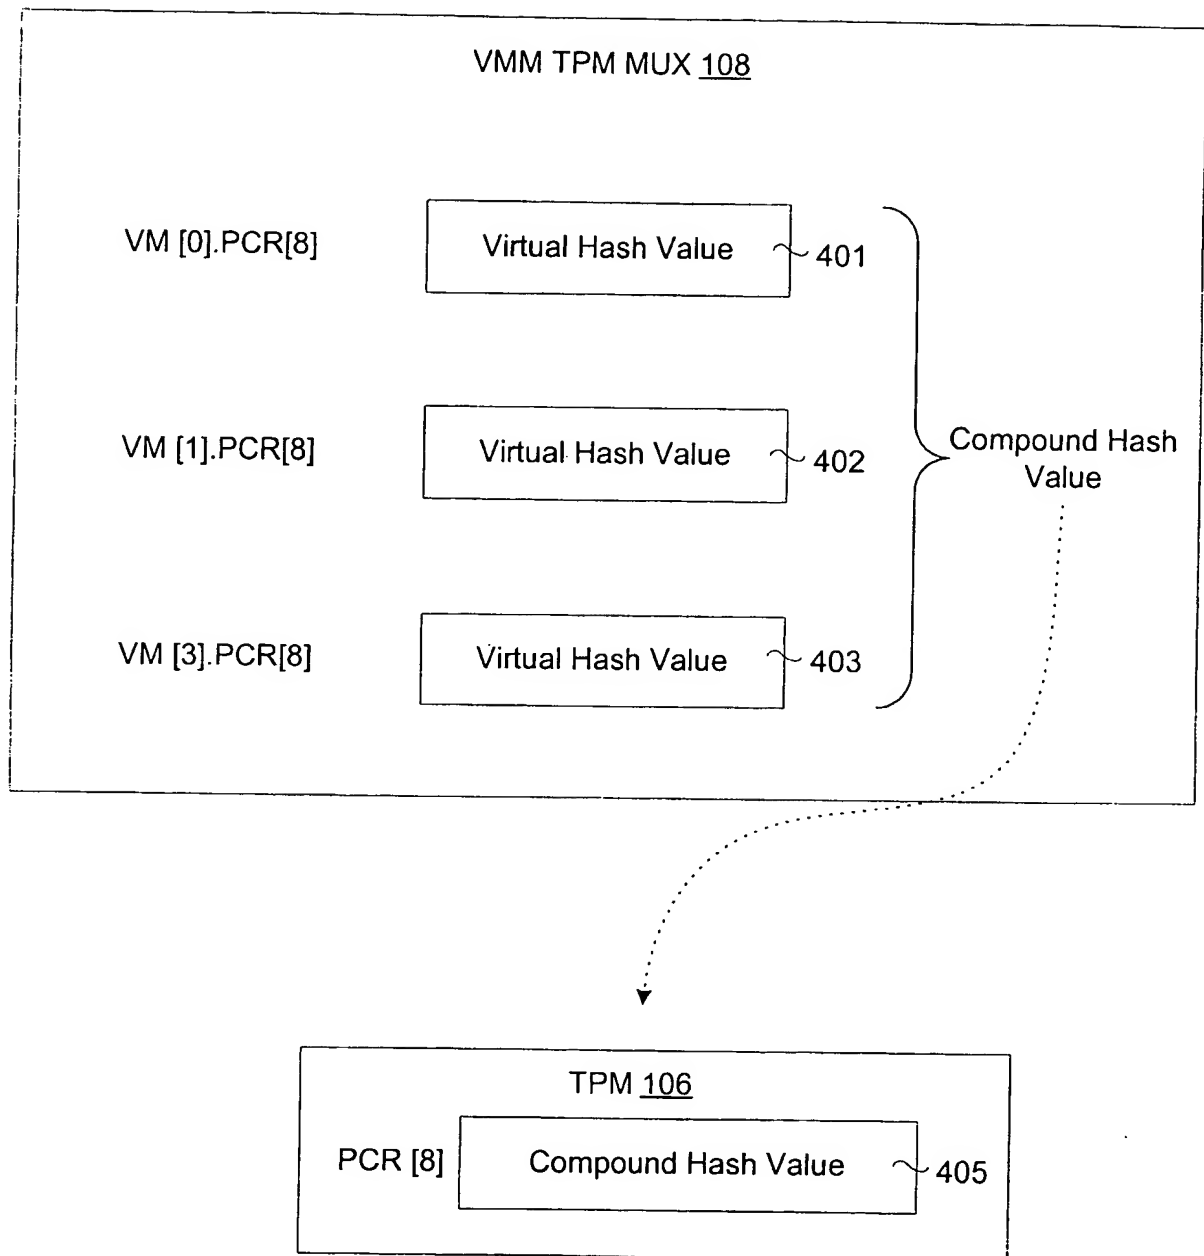 VMM TPM MUX 108
VM [0].PCR[8]
Virtual Hash Value
401
VM [1].PCR[8]
Virtual Hash Value
402
Compound Hash
Value
VM [3].PCR[8]
Virtual Hash Value
403
TPM 106
PCR [8]
Compound Hash Value
405